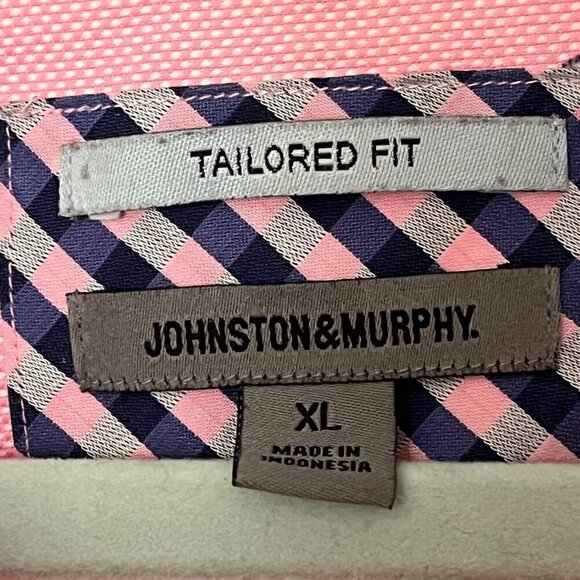 TAILORED FIT
JOHNSTON&MURPHY.
XL
MADE IN
INDONESIA